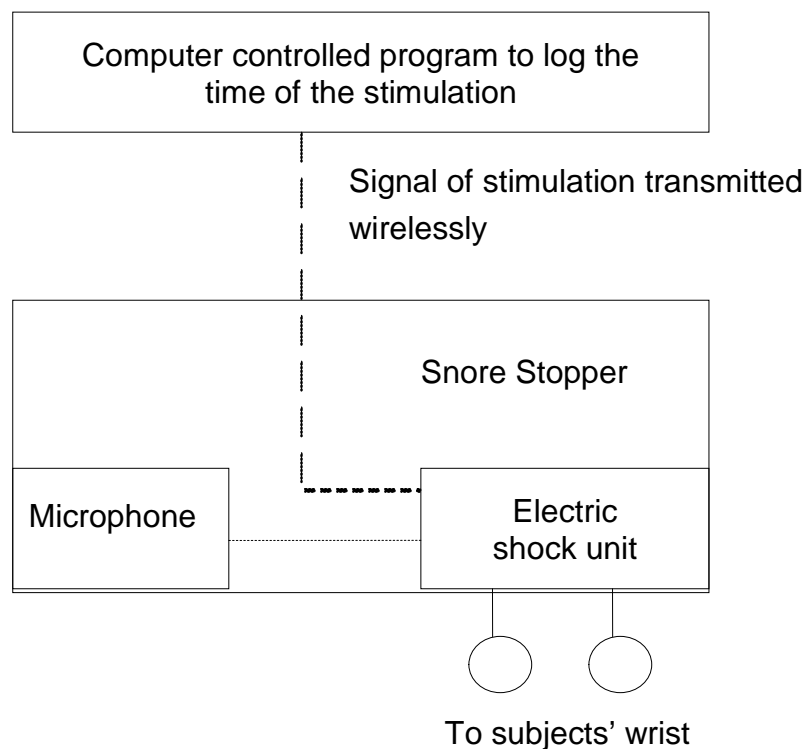 Computer controlled program to log the
time of the stimulation
Signal of stimulation transmitted
wirelessly
Snore Stopper
Microphone
Electric
shock unit
To subjects’ wrist